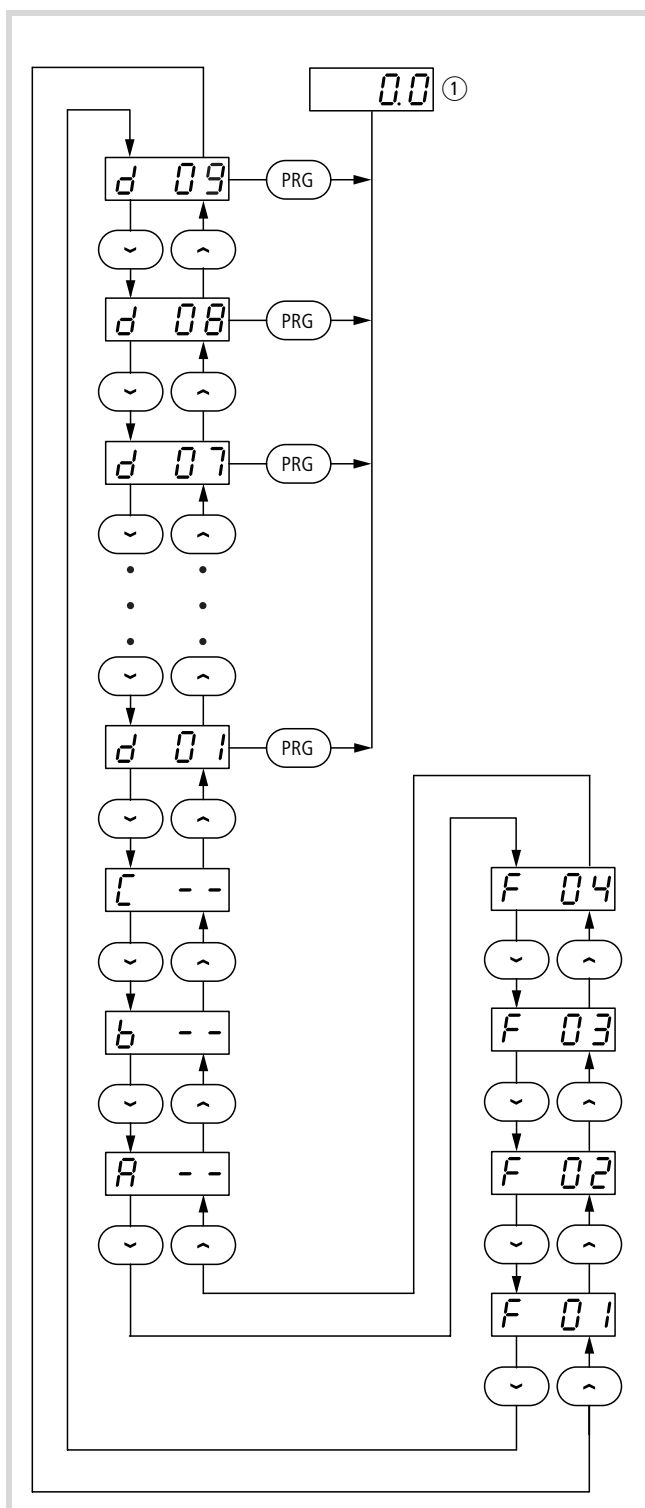 0.0 ①
d 09 PRG
d 08 PRG
d 07 PRG
d 01 PRG
C --
b --
A --
F 04
F 03
F 02
F 01